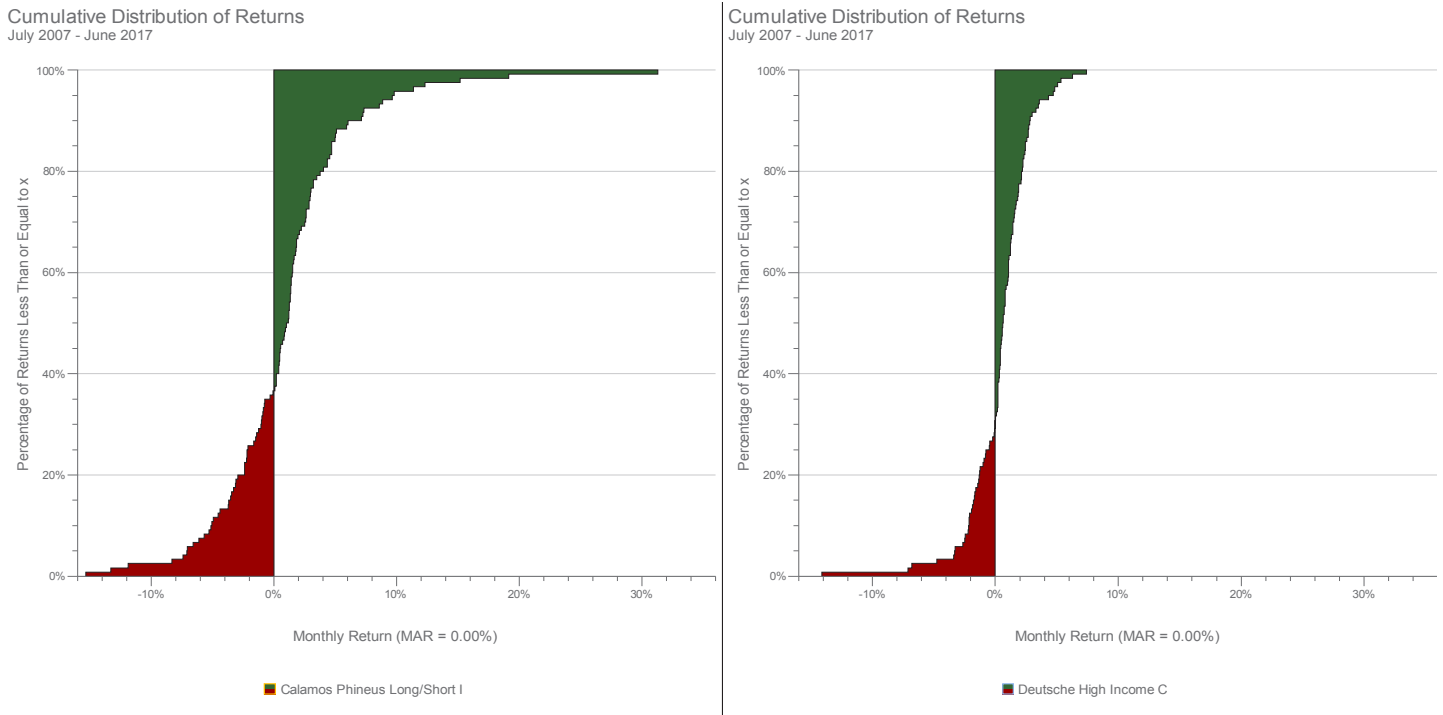 Cumulative Distribution of Returns
July 2007 - June 2017
Percentage of Returns Less Than or Equal to x
100%
80%
60%
40%
20%
0%
-10%
0%
10%
20%
30%
Monthly Return (MAR = 0.00%)
Calamos Phineus Long/Short I
Cumulative Distribution of Returns
July 2007 - June 2017
Percentage of Returns Less Than or Equal to x
100%
80%
60%
40%
20%
0%
-10%
0%
10%
20%
30%
Monthly Return (MAR = 0.00%)
Deutsche High Income C